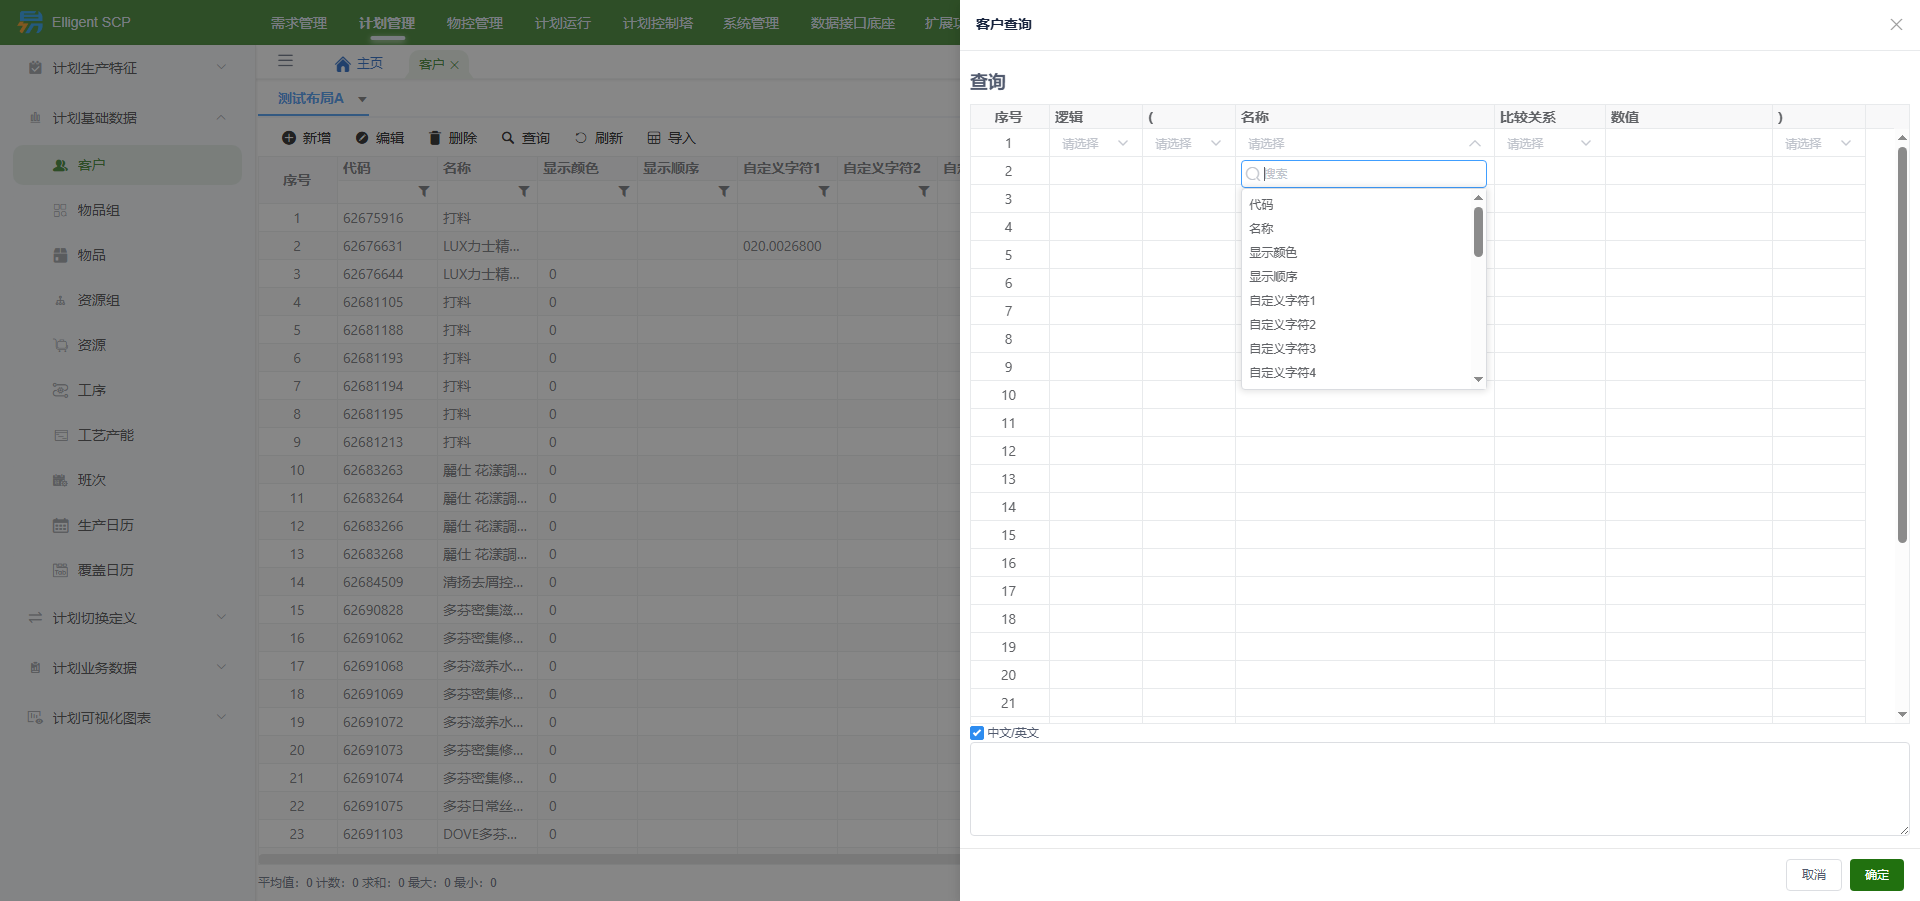 Elligent SCP
需求管理 计划管理 物控管理 计划运行 计划控制塔 系统管理 数据接口底座
计划生产特征
计划基础数据
客户
物品组
物品
资源组
资源
工序
工艺产能
班次
生产日历
覆盖日历
计划切换定义
计划业务数据
计划可视化图表
主页 客户
测试布局A
新增 编辑 删除 查询 刷新 导入
序号 代码 名称 显示颜色 显示顺序 自定义字符1 自定义字符2
1 62675916 打料
2 62676631 LUX力士精... 020.0026800
3 62676644 LUX力士精... 0
4 62681105 打料 0
5 62681188 打料 0
6 62681193 打料 0
7 62681194 打料 0
8 62681195 打料 0
9 62681213 打料 0
10 62683263 麗仕 花漾調... 0
11 62683264 麗仕 花漾調... 0
12 62683266 麗仕 花漾調... 0
13 62683268 麗仕 花漾調... 0
14 62684509 清扬去屑控... 0
15 62690828 多芬密集滋... 0
16 62691062 多芬密集修... 0
17 62691068 多芬滋养水... 0
18 62691069 多芬密集修... 0
19 62691072 多芬滋养水... 0
20 62691073 多芬密集修... 0
21 62691074 多芬密集修... 0
22 62691075 多芬日常丝... 0
23 62691103 DOVE多芬... 0
平均值: 0 计数: 0 求和: 0 最大: 0 最小: 0
客户查询
查询
序号 逻辑 ( 名称 比较关系 数值 )
1 请选择 请选择 请选择 请选择 请选择
搜索
代码
名称
显示颜色
显示顺序
自定义字符1
自定义字符2
自定义字符3
自定义字符4
2
3
4
5
6
7
8
9
10
11
12
13
14
15
16
17
18
19
20
21
中文/英文
取消 确定